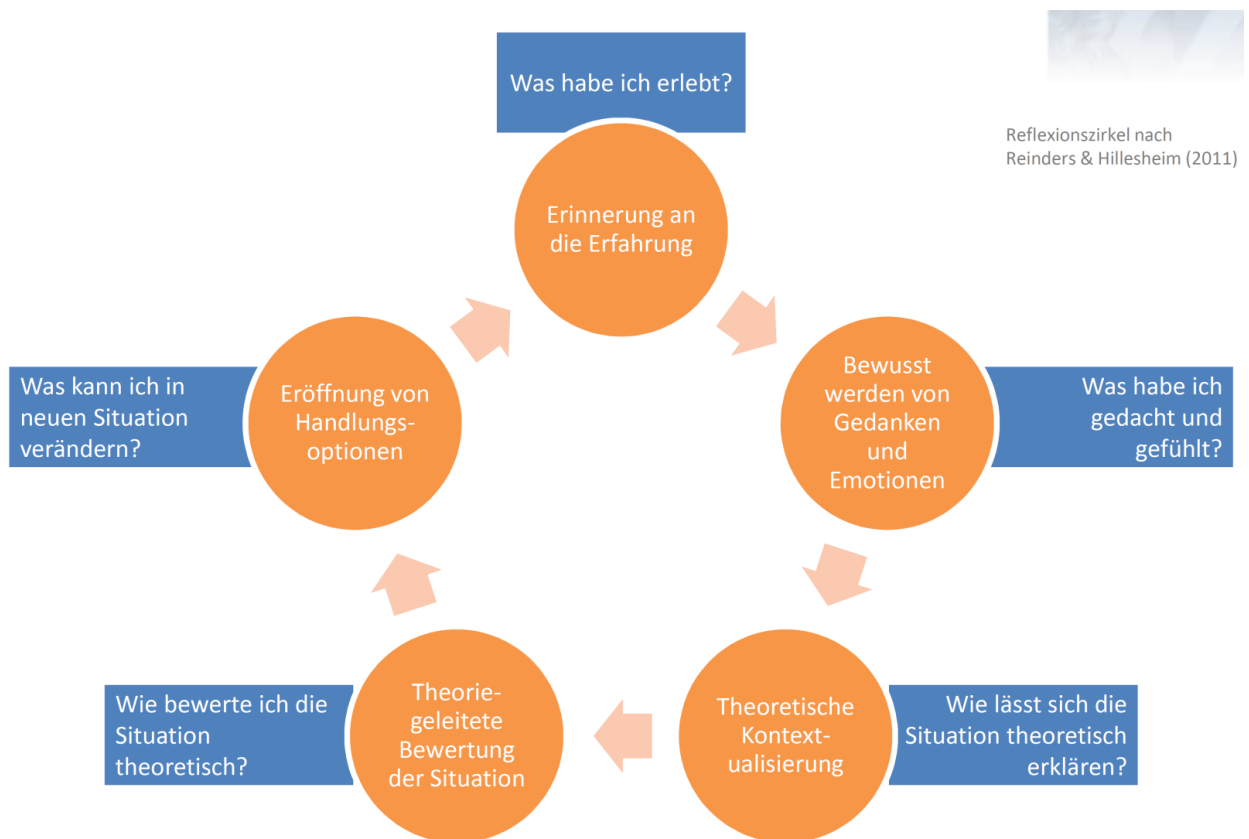 Was habe ich erlebt?
Reflexionszirkel nach
Reinders & Hillesheim (2011)
Erinnerung an
die Erfahrung
Bewusst
werden von
Gedanken
und
Emotionen
Was habe ich
gedacht und
gefühlt?
Theoretische
Kontext-
ualisierung
Wie lässt sich die
Situation theoretisch
erklären?
Theorie-
geleitete
Bewertung
der Situation
Wie bewerte ich die
Situation
theoretisch?
Eröffnung von
Handlungs-
optionen
Was kann ich in
neuen Situation
verändern?